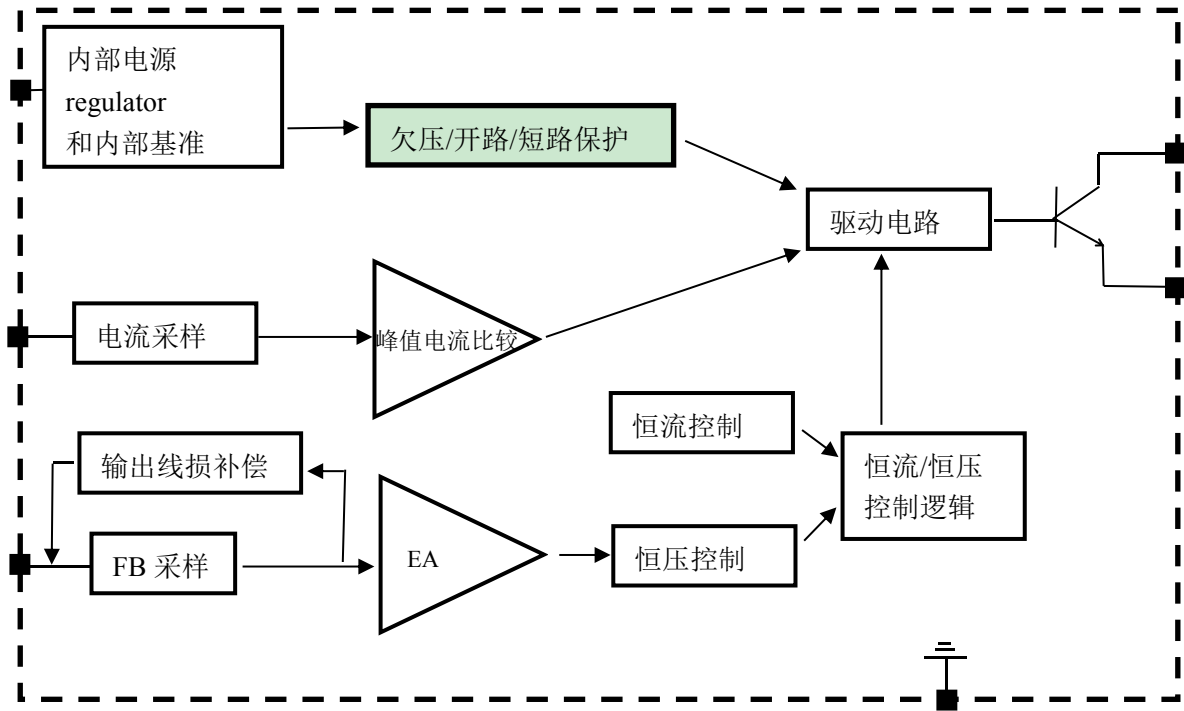 内部电源
regulator
和内部基准
欠压/开路/短路保护
驱动电路
电流采样
峰值电流比较
恒流控制
输出线损补偿
恒流/恒压
控制逻辑
FB 采样
EA
恒压控制